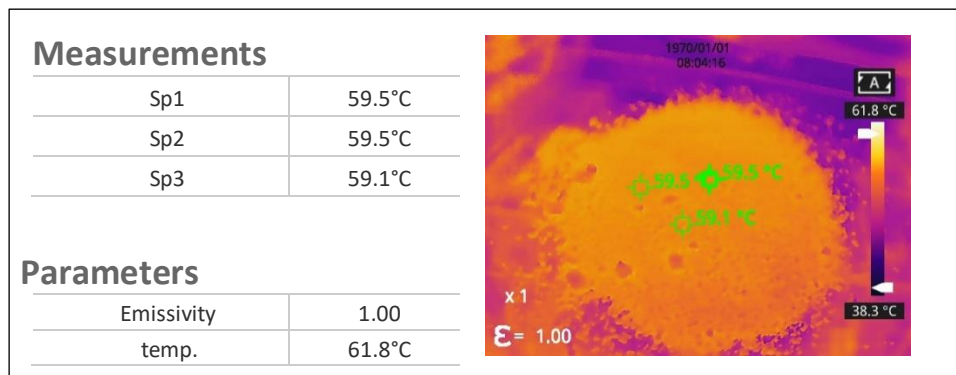 Measurements
Sp1 59.5°C
Sp2 59.5°C
Sp3 59.1°C
Parameters
Emissivity 1.00
temp. 61.8°C
1970/01/01
08:04:16
A
61.8 °C
59.5 59.5 °C
59.1 °C
x 1
38.3 °C
ε= 1.00